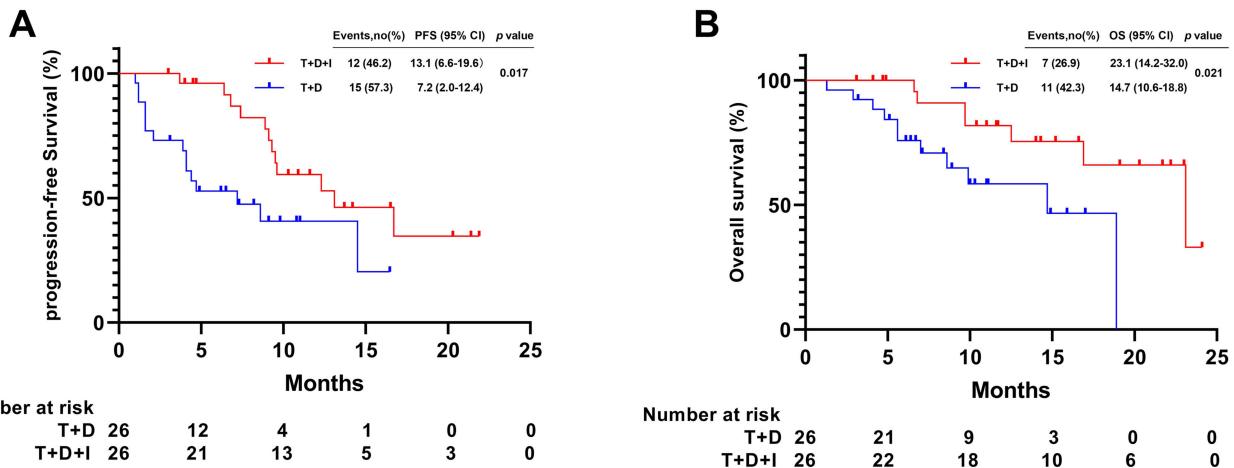 A
Events,no(%) PFS (95% CI) p value
T+D+I 12 (46.2) 13.1 (6.6-19.6)
0.017
T+D 15 (57.3) 7.2 (2.0-12.4)
progression-free Survival (%)
100
50
0
0 5 10 15 20 25
Months
ber at risk
T+D 26 12 4 1 0 0
T+D+I 26 21 13 5 3 0
B
Events,no(%) OS (95% CI) p value
T+D+I 7 (26.9) 23.1 (14.2-32.0)
0.021
T+D 11 (42.3) 14.7 (10.6-18.8)
Overall survival (%)
100
50
0
0 5 10 15 20 25
Months
Number at risk
T+D 26 21 9 3 0 0
T+D+I 26 22 18 10 6 0